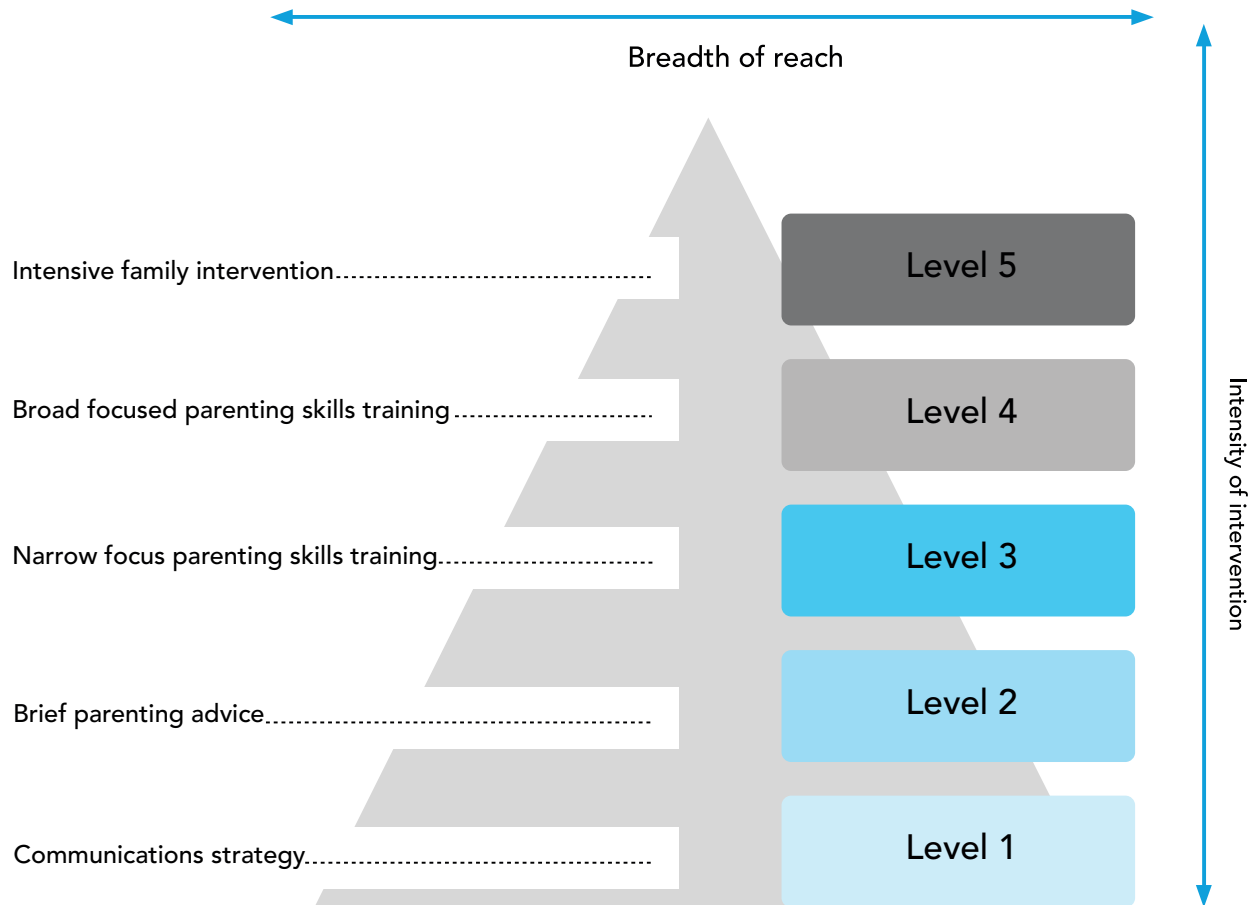 Breadth of reach
Intensive family intervention
Level 5
Broad focused parenting skills training
Level 4
Narrow focus parenting skills training
Level 3
Brief parenting advice
Level 2
Communications strategy
Level 1
Intensity of intervention